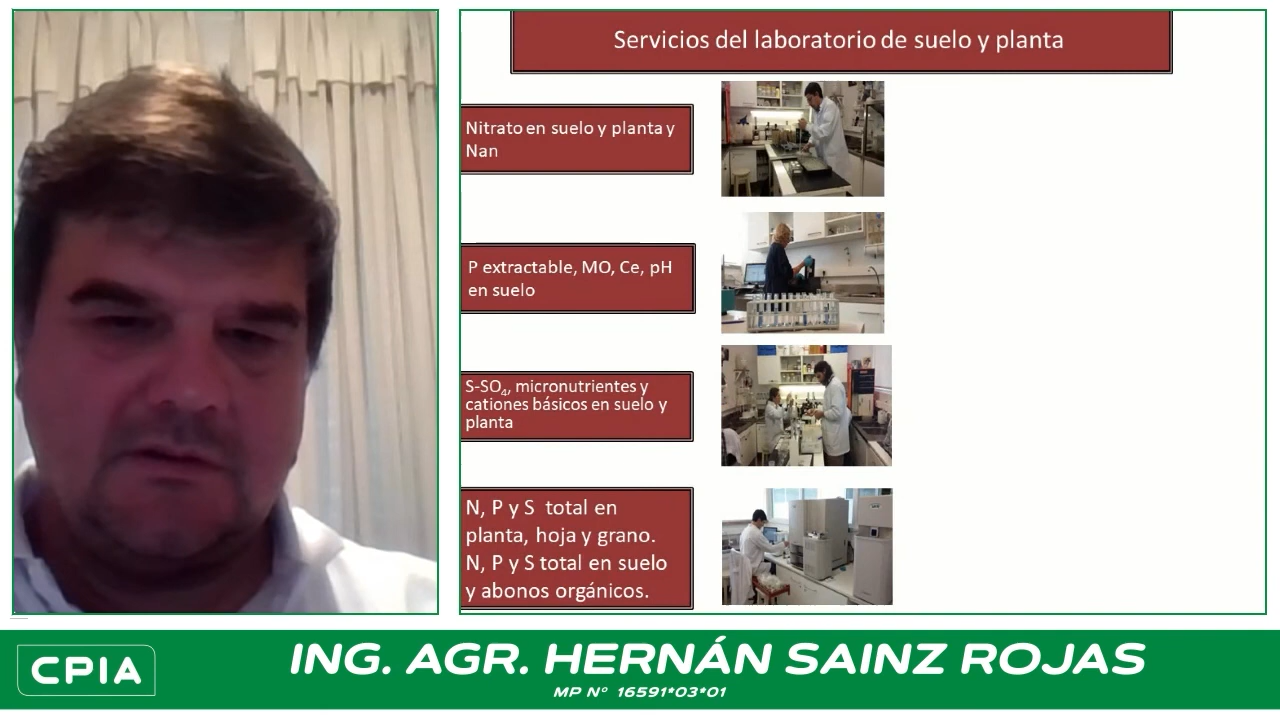 Servicios del laboratorio de suelo y planta
Nitrato en suelo y planta y
Nan
P extractable, MO, Ce, pH
en suelo
S-SO₄, micronutrientes y
cationes básicos en suelo y
planta
N, P y S total en
planta, hoja y grano.
N, P y S total en suelo
y abonos orgánicos.
CPIA
ING. AGR. HERNÁN SAINZ ROJAS
MP Nº 16591*03*01